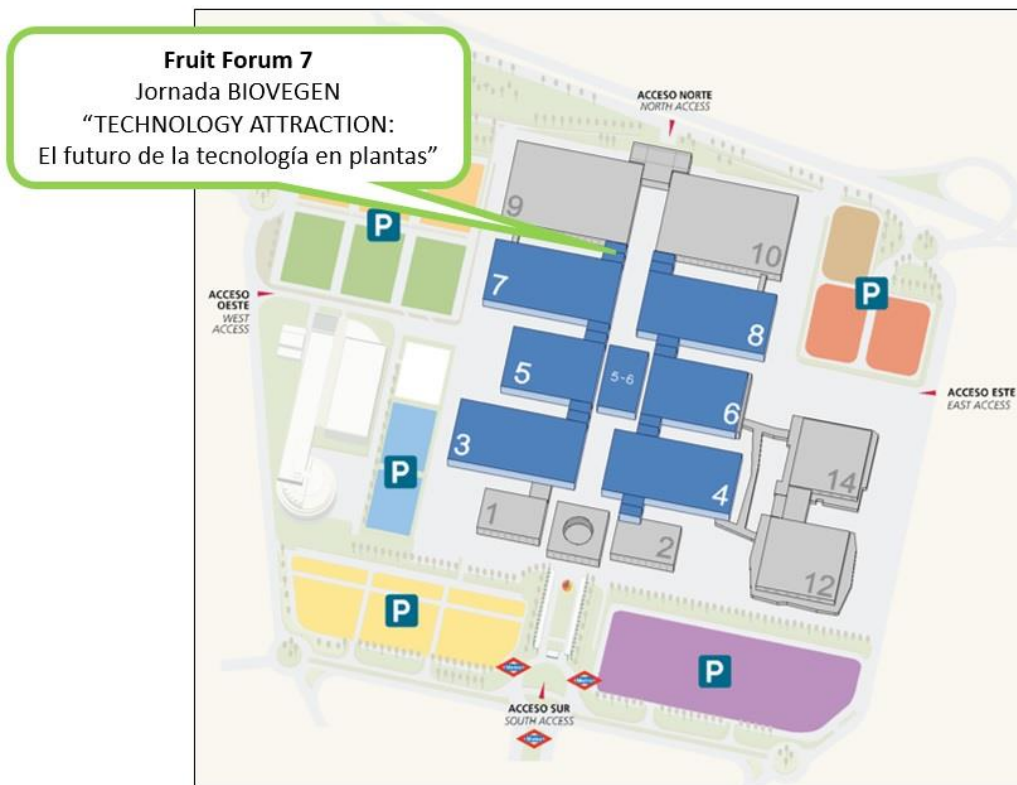 Fruit Forum 7
Jornada BIOVEGEN
“TECHNOLOGY ATTRACTION:
El futuro de la tecnología en plantas”
ACCESO NORTE
NORTH ACCESS
9
10
P
P
7
8
ACCESO
OESTE
WEST
ACCESS
5
5-6
6
ACCESO ESTE
EAST ACCESS
3
4
P
14
1
2
12
P
P
ACCESO SUR
SOUTH ACCESS